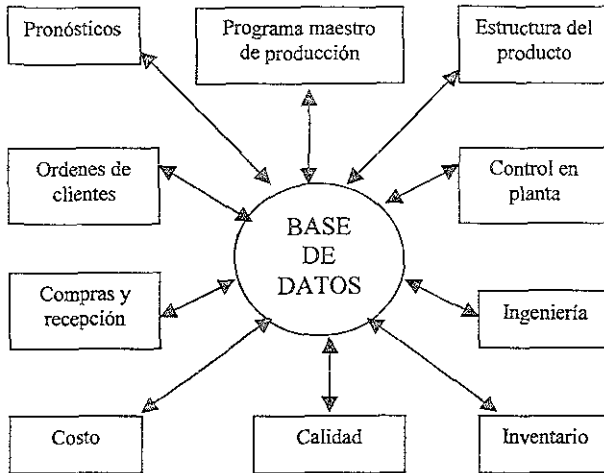 Pronósticos
Programa maestro
de producción
Estructura del
producto
Ordenes de
clientes
Control en
planta
BASE
DE
DATOS
Compras y
recepción
Ingeniería
Costo
Calidad
Inventario